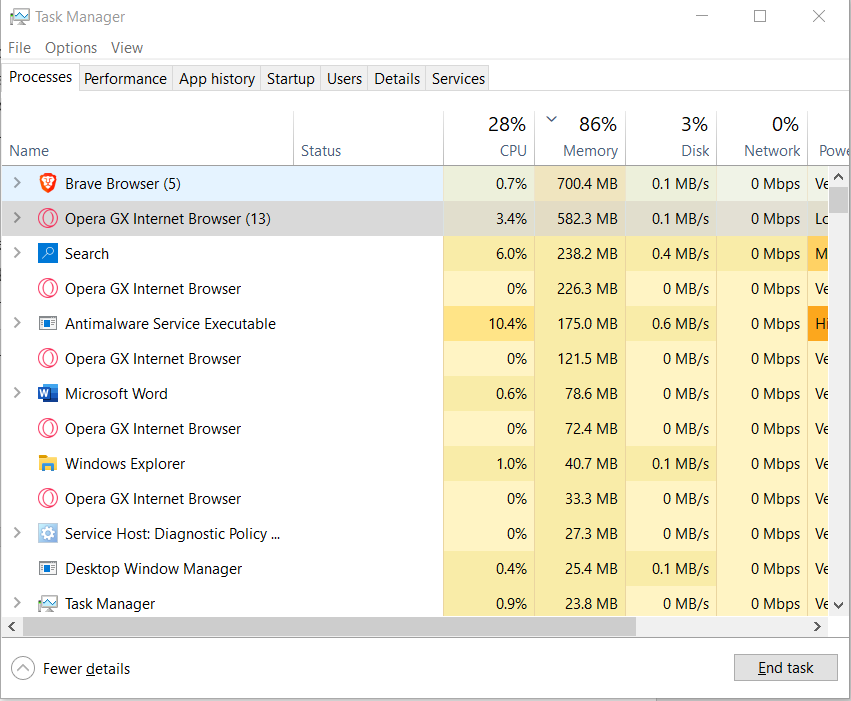 Task Manager
File Options View
Processes Performance App history Startup Users Details Services
28% 86% 3% 0%
Name Status CPU Memory Disk Network Powe
Brave Browser (5) 0.7% 700.4 MB 0.1 MB/s 0 Mbps Ve
Opera GX Internet Browser (13) 3.4% 582.3 MB 0.1 MB/s 0 Mbps Lo
Search 6.0% 238.2 MB 0.4 MB/s 0 Mbps M
Opera GX Internet Browser 0% 226.3 MB 0 MB/s 0 Mbps Ve
Antimalware Service Executable 10.4% 175.0 MB 0.6 MB/s 0 Mbps Hi
Opera GX Internet Browser 0% 121.5 MB 0 MB/s 0 Mbps Ve
Microsoft Word 0.6% 78.6 MB 0 MB/s 0 Mbps Ve
Opera GX Internet Browser 0% 72.4 MB 0 MB/s 0 Mbps Ve
Windows Explorer 1.0% 40.7 MB 0.1 MB/s 0 Mbps Ve
Opera GX Internet Browser 0% 33.3 MB 0 MB/s 0 Mbps Ve
Service Host: Diagnostic Policy ... 0% 27.3 MB 0 MB/s 0 Mbps Ve
Desktop Window Manager 0.4% 25.4 MB 0.1 MB/s 0 Mbps Ve
Task Manager 0.9% 23.8 MB 0 MB/s 0 Mbps Ve
Fewer details End task